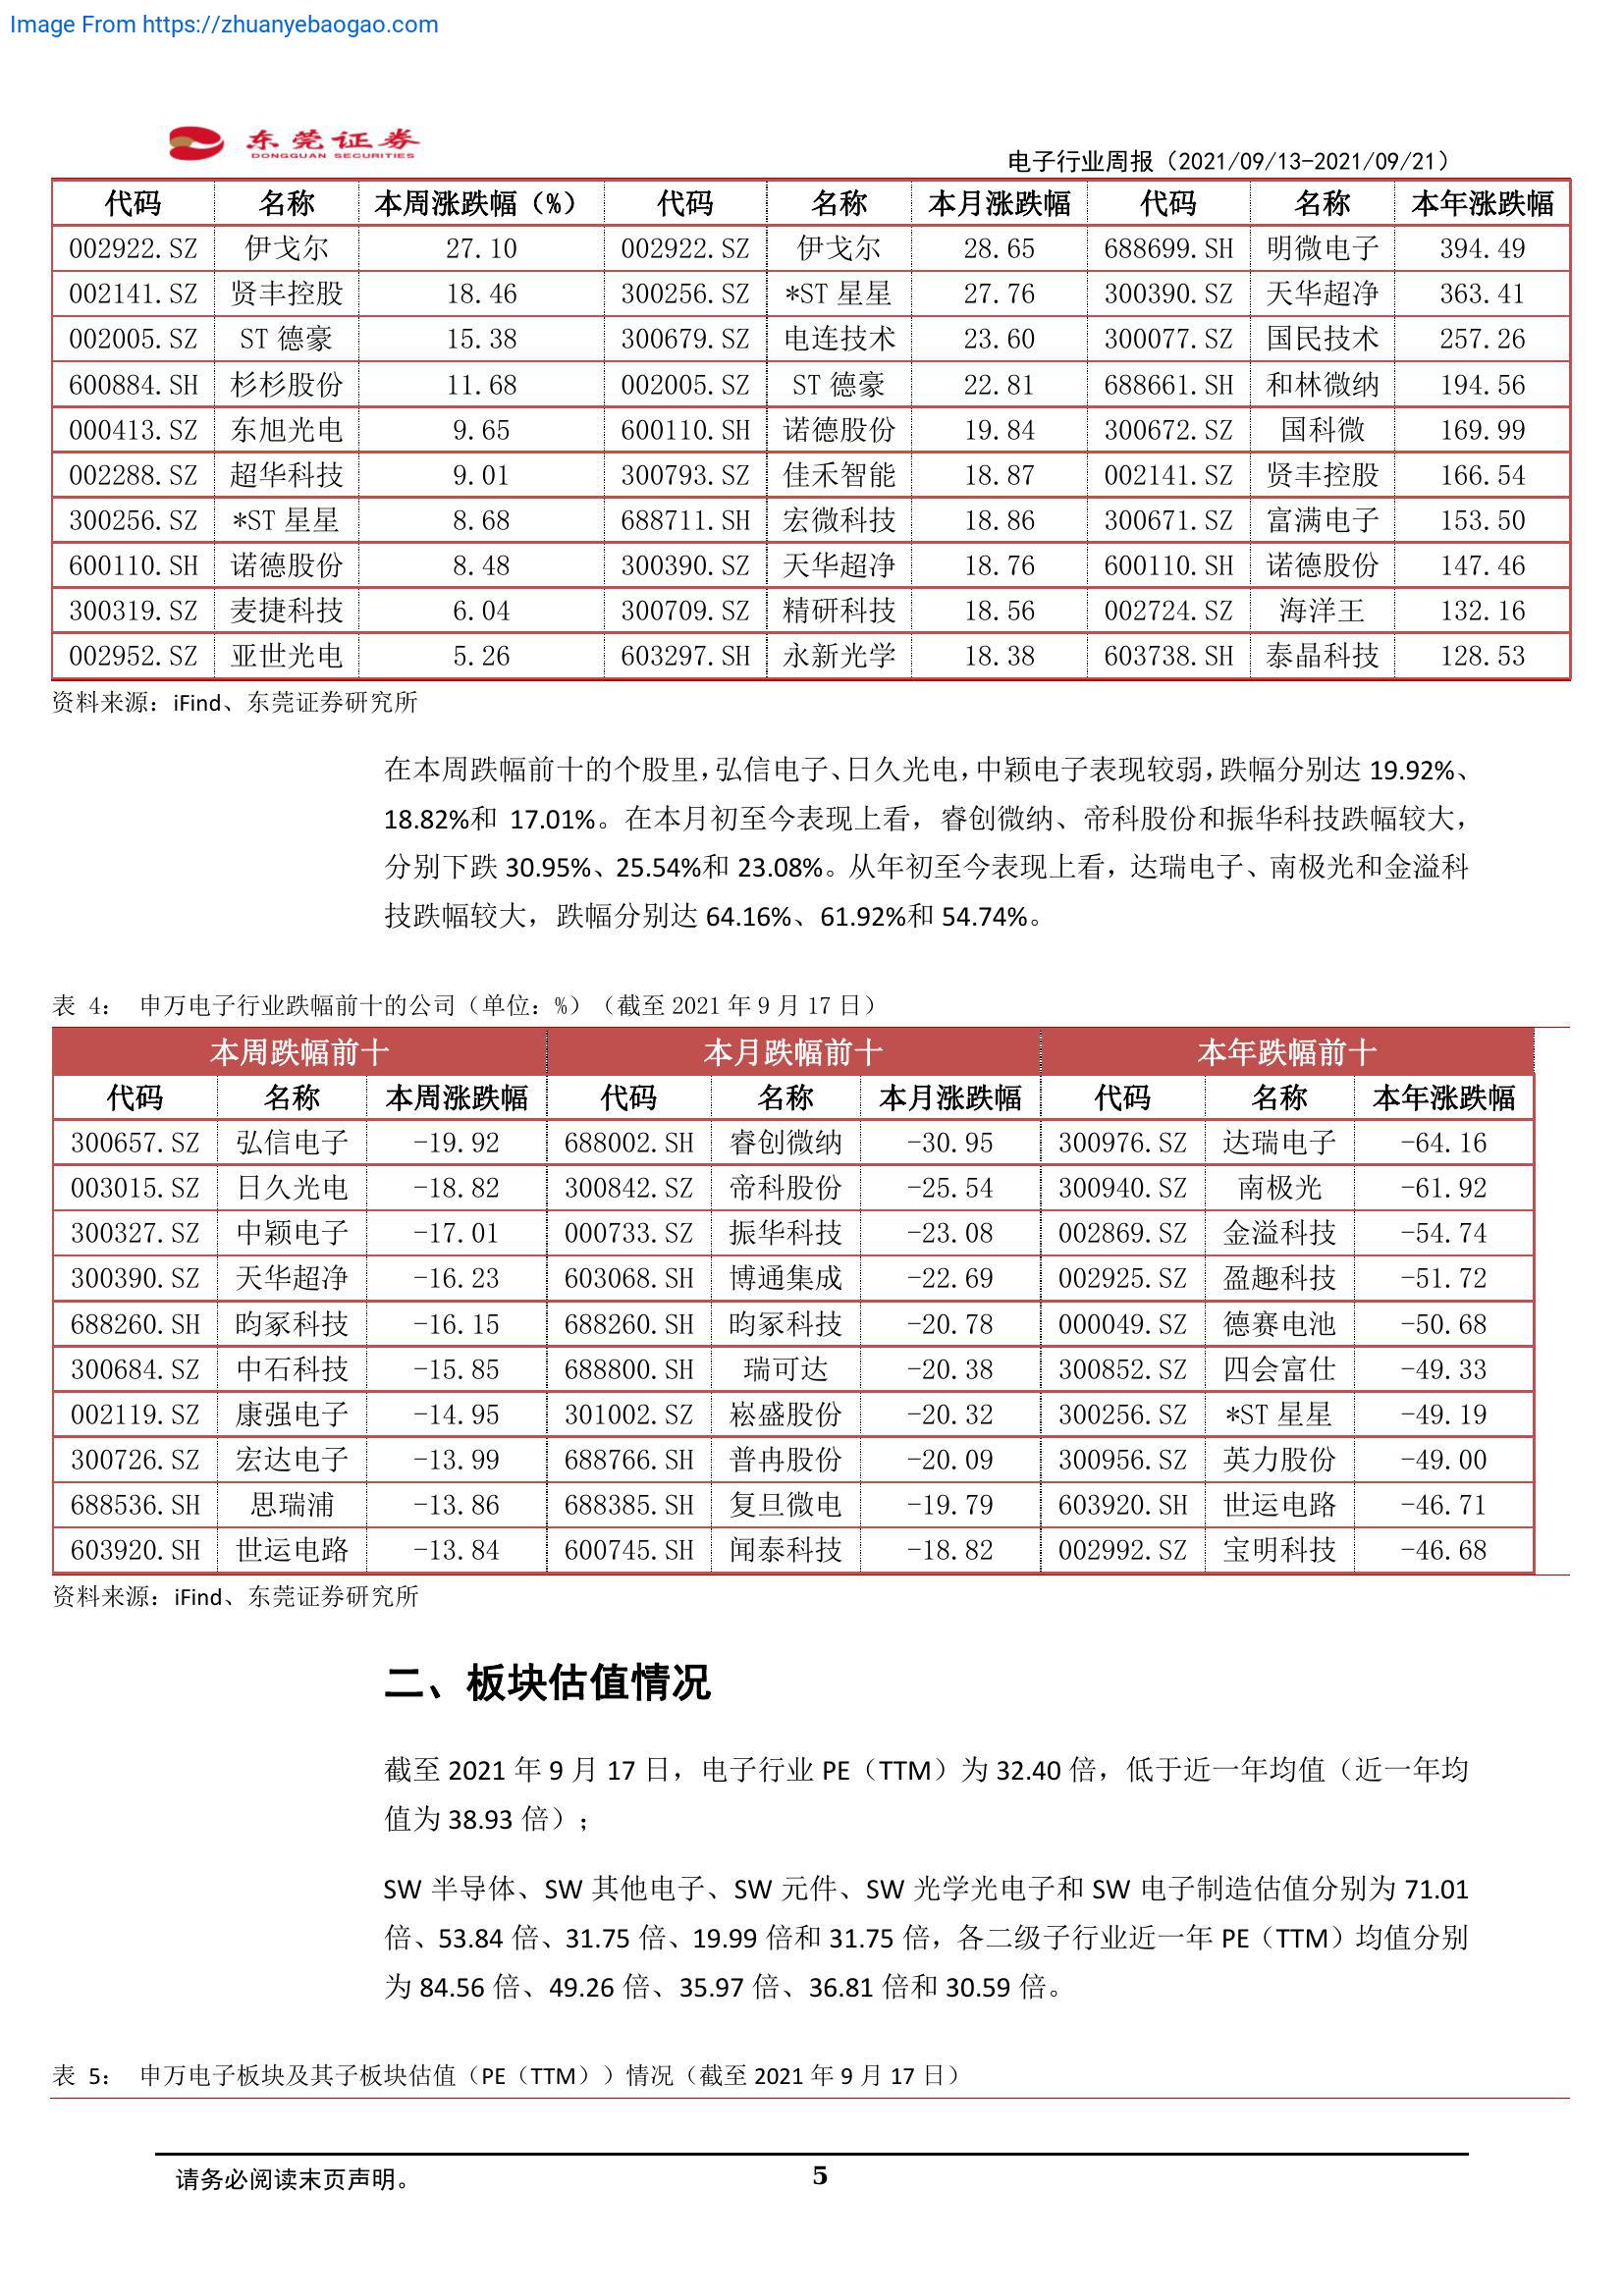 Image From https://zhuanyebaogao.com
东莞证券
DONGGUAN SECURITIES
电子行业周报（2021/09/13-2021/09/21）
代码 名称 本周涨跌幅（%） 代码 名称 本月涨跌幅 代码 名称 本年涨跌幅
002922.SZ 伊戈尔 27.10 002922.SZ 伊戈尔 28.65 688699.SH 明微电子 394.49
002141.SZ 贤丰控股 18.46 300256.SZ *ST 星星 27.76 300390.SZ 天华超净 363.41
002005.SZ ST 德豪 15.38 300679.SZ 电连技术 23.60 300077.SZ 国民技术 257.26
600884.SH 杉杉股份 11.68 002005.SZ ST 德豪 22.81 688661.SH 和林微纳 194.56
000413.SZ 东旭光电 9.65 600110.SH 诺德股份 19.84 300672.SZ 国科微 169.99
002288.SZ 超华科技 9.01 300793.SZ 佳禾智能 18.87 002141.SZ 贤丰控股 166.54
300256.SZ *ST 星星 8.68 688711.SH 宏微科技 18.86 300671.SZ 富满电子 153.50
600110.SH 诺德股份 8.48 300390.SZ 天华超净 18.76 600110.SH 诺德股份 147.46
300319.SZ 麦捷科技 6.04 300709.SZ 精研科技 18.56 002724.SZ 海洋王 132.16
002952.SZ 亚世光电 5.26 603297.SH 永新光学 18.38 603738.SH 泰晶科技 128.53
资料来源：iFind、东莞证券研究所
在本周跌幅前十的个股里，弘信电子、日久光电，中颖电子表现较弱，跌幅分别达 19.92%、
18.82%和 17.01%。在本月初至今表现上看，睿创微纳、帝科股份和振华科技跌幅较大，
分别下跌 30.95%、25.54%和 23.08%。从年初至今表现上看，达瑞电子、南极光和金溢科
技跌幅较大，跌幅分别达 64.16%、61.92%和 54.74%。
表 4： 申万电子行业跌幅前十的公司（单位：%）（截至 2021 年 9 月 17 日）
本周跌幅前十 本月跌幅前十 本年跌幅前十
代码 名称 本周涨跌幅 代码 名称 本月涨跌幅 代码 名称 本年涨跌幅
300657.SZ 弘信电子 -19.92 688002.SH 睿创微纳 -30.95 300976.SZ 达瑞电子 -64.16
003015.SZ 日久光电 -18.82 300842.SZ 帝科股份 -25.54 300940.SZ 南极光 -61.92
300327.SZ 中颖电子 -17.01 000733.SZ 振华科技 -23.08 002869.SZ 金溢科技 -54.74
300390.SZ 天华超净 -16.23 603068.SH 博通集成 -22.69 002925.SZ 盈趣科技 -51.72
688260.SH 昀冢科技 -16.15 688260.SH 昀冢科技 -20.78 000049.SZ 德赛电池 -50.68
300684.SZ 中石科技 -15.85 688800.SH 瑞可达 -20.38 300852.SZ 四会富仕 -49.33
002119.SZ 康强电子 -14.95 301002.SZ 崧盛股份 -20.32 300256.SZ *ST 星星 -49.19
300726.SZ 宏达电子 -13.99 688766.SH 普冉股份 -20.09 300956.SZ 英力股份 -49.00
688536.SH 思瑞浦 -13.86 688385.SH 复旦微电 -19.79 603920.SH 世运电路 -46.71
603920.SH 世运电路 -13.84 600745.SH 闻泰科技 -18.82 002992.SZ 宝明科技 -46.68
资料来源：iFind、东莞证券研究所
二、板块估值情况
截至 2021 年 9 月 17 日，电子行业 PE（TTM）为 32.40 倍，低于近一年均值（近一年均
值为 38.93 倍）；
SW 半导体、SW 其他电子、SW 元件、SW 光学光电子和 SW 电子制造估值分别为 71.01
倍、53.84 倍、31.75 倍、19.99 倍和 31.75 倍，各二级子行业近一年 PE（TTM）均值分别
为 84.56 倍、49.26 倍、35.97 倍、36.81 倍和 30.59 倍。
表 5： 申万电子板块及其子板块估值（PE（TTM））情况（截至 2021 年 9 月 17 日）
请务必阅读末页声明。
5